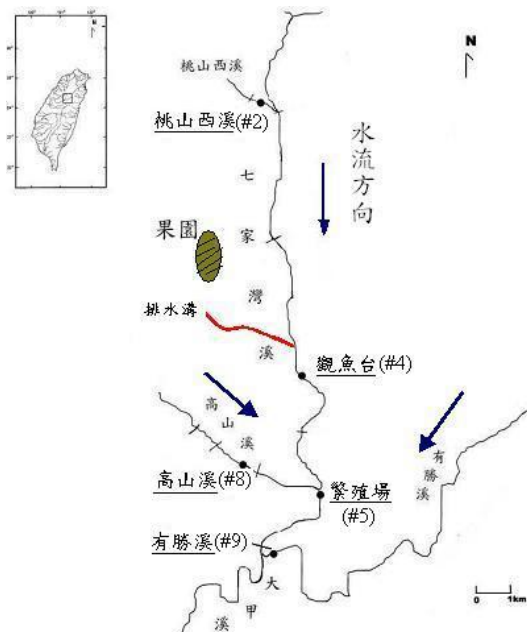 N
桃山西溪
桃山西溪(#2)
水流方向
七家灣溪
果園
排水溝
觀魚台(#4)
高山溪
高山溪(#8)
有勝溪
繁殖場
(#5)
有勝溪(#9)
大甲溪
0 1km